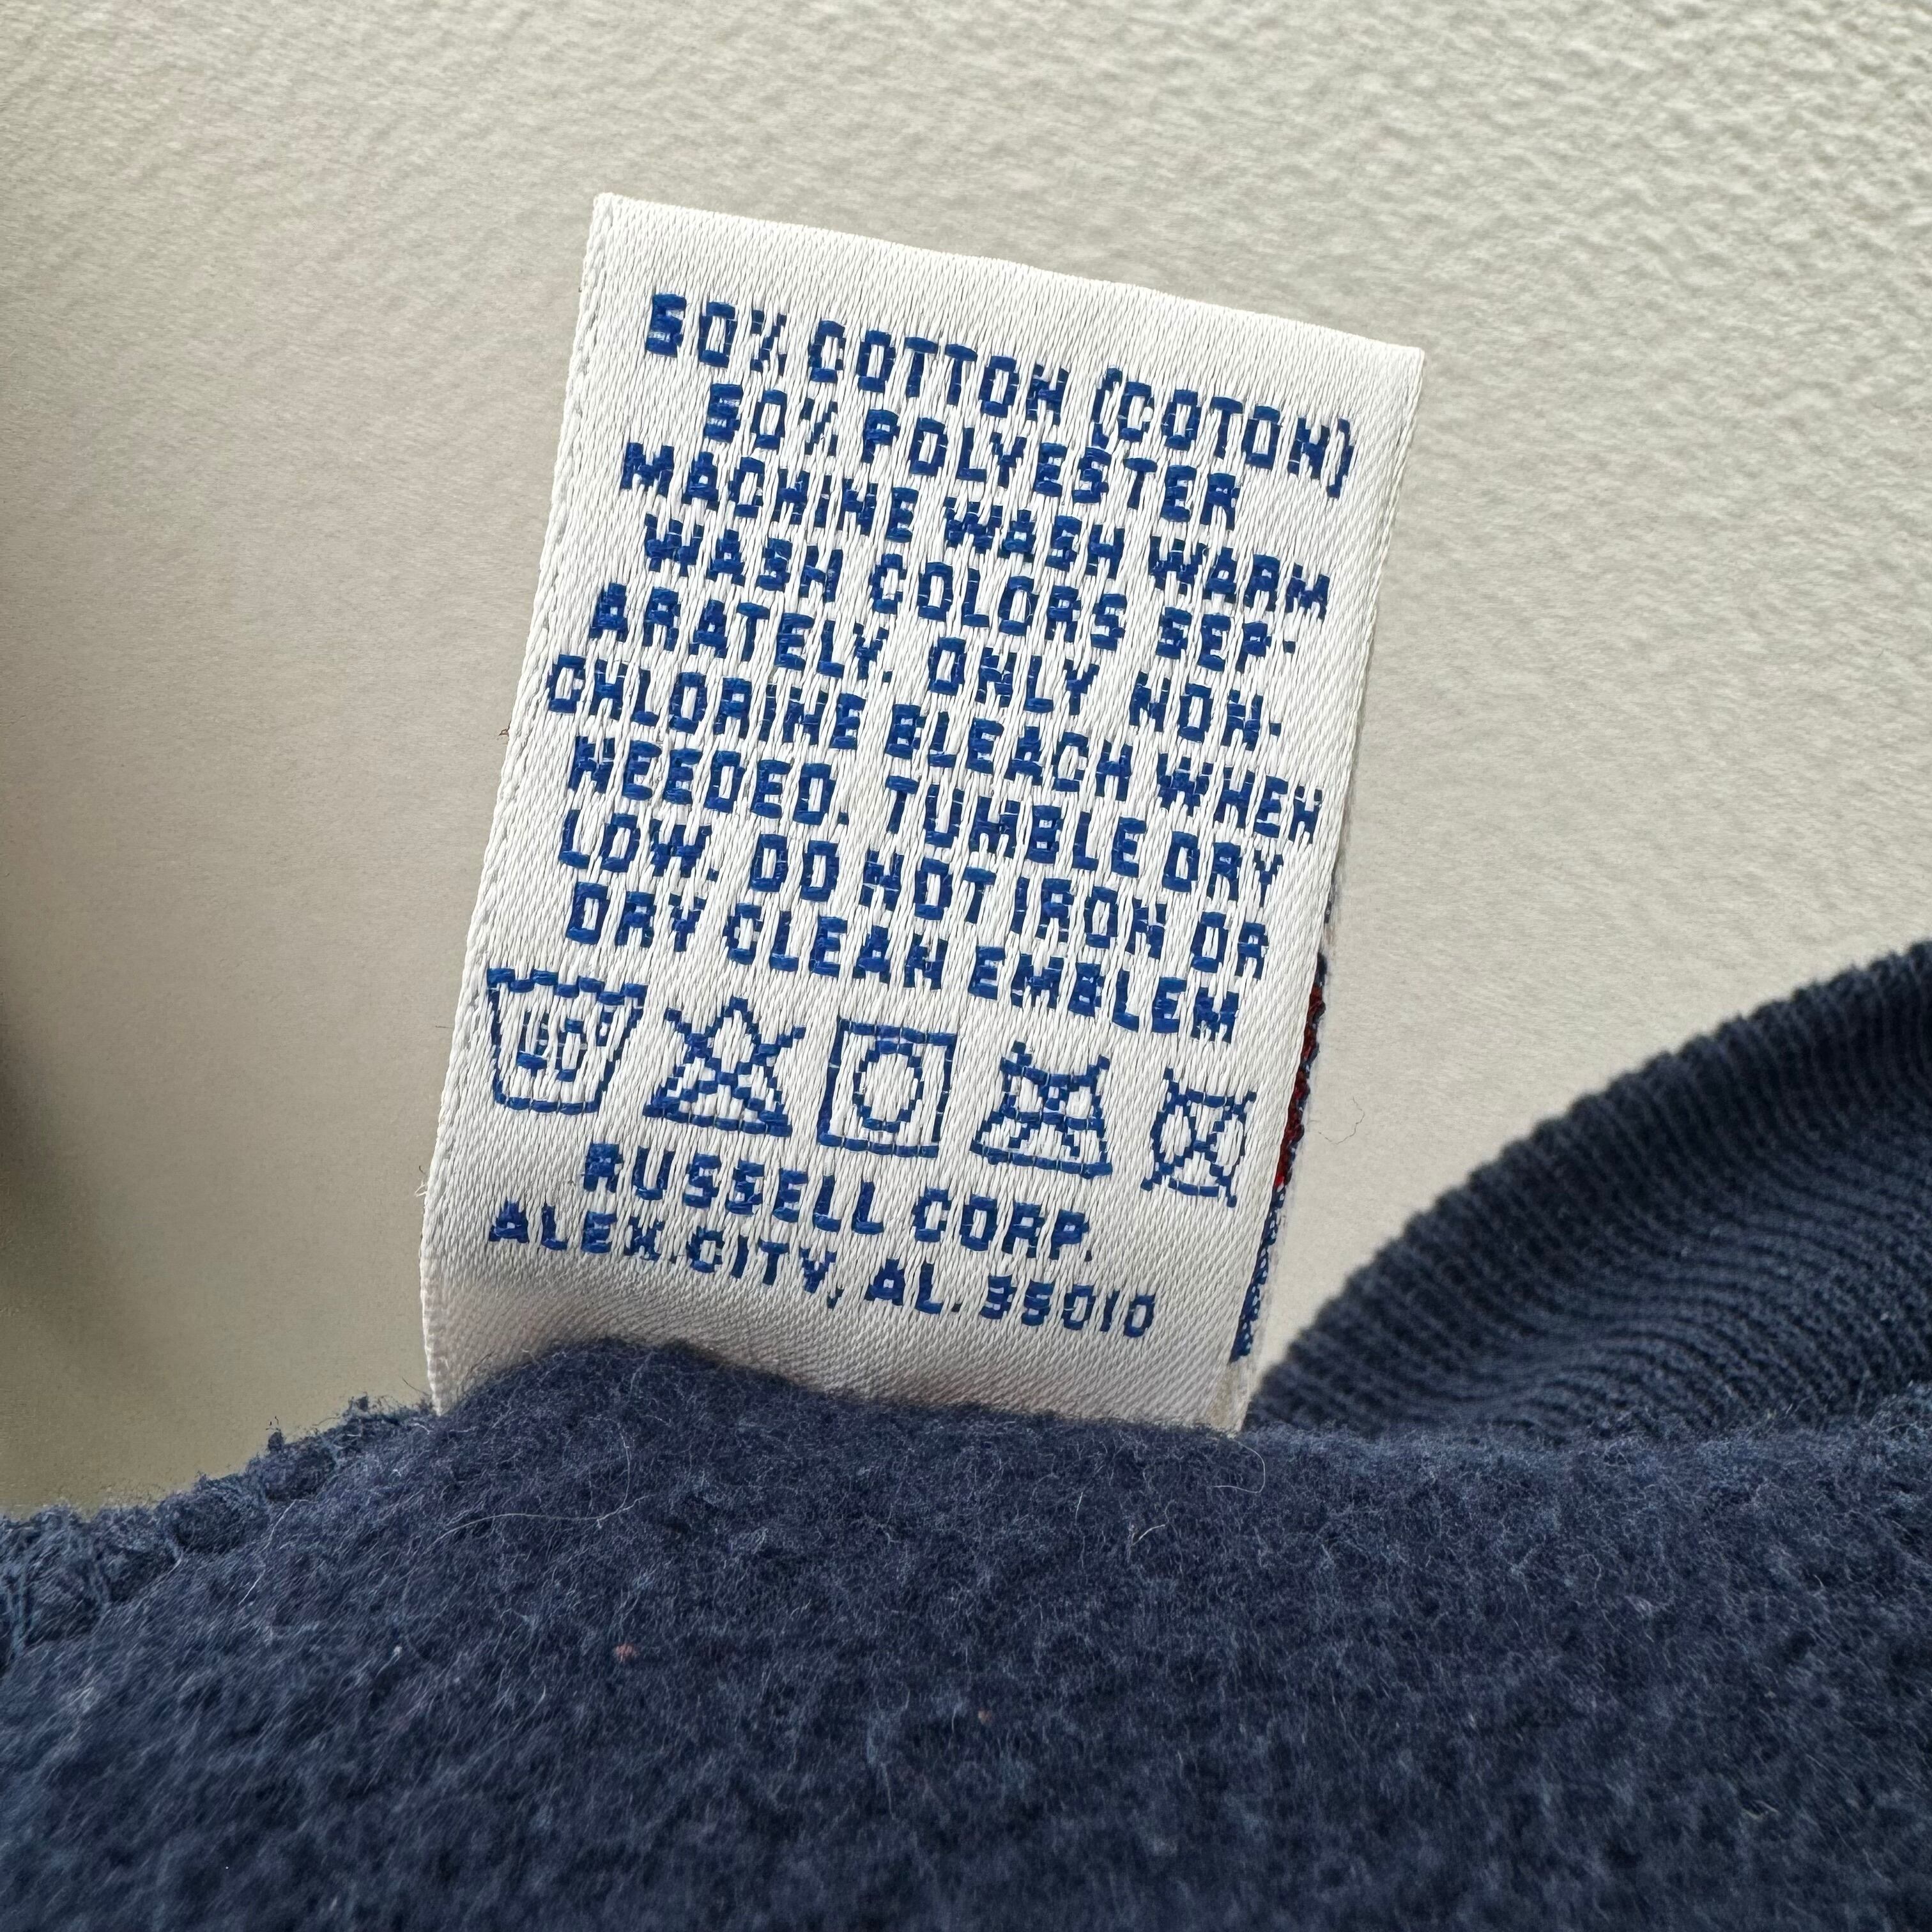 50% COTTON (COTON)
50% POLYESTER
MACHINE WASH WARM
WASH COLORS SEP-
ARATELY. ONLY NON-
CHLORINE BLEACH WHEN
NEEDED. TUMBLE DRY
LOW. DO NOT IRON OR
DRY CLEAN EMBLEM
RUSSELL CORP.
ALEX.CITY, AL. 35010